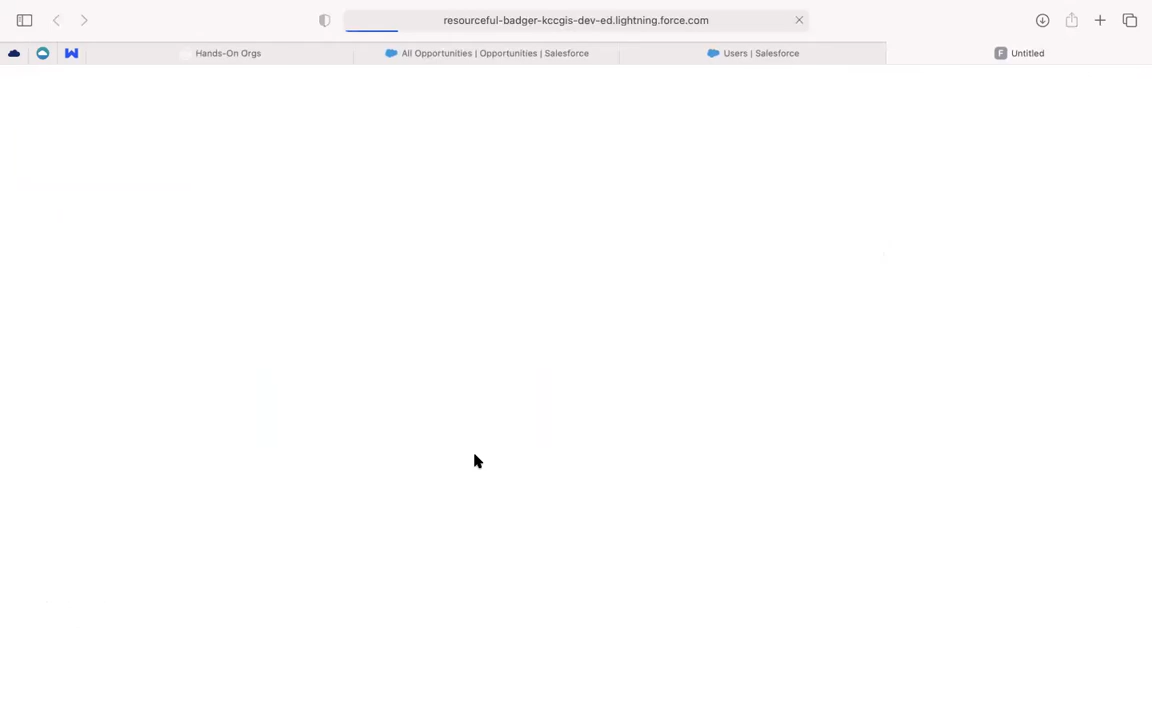 resourceful-badger-kccgis-dev-ed.lightning.force.com
Hands-On Orgs
All Opportunities | Opportunities | Salesforce
Users | Salesforce
F Untitled